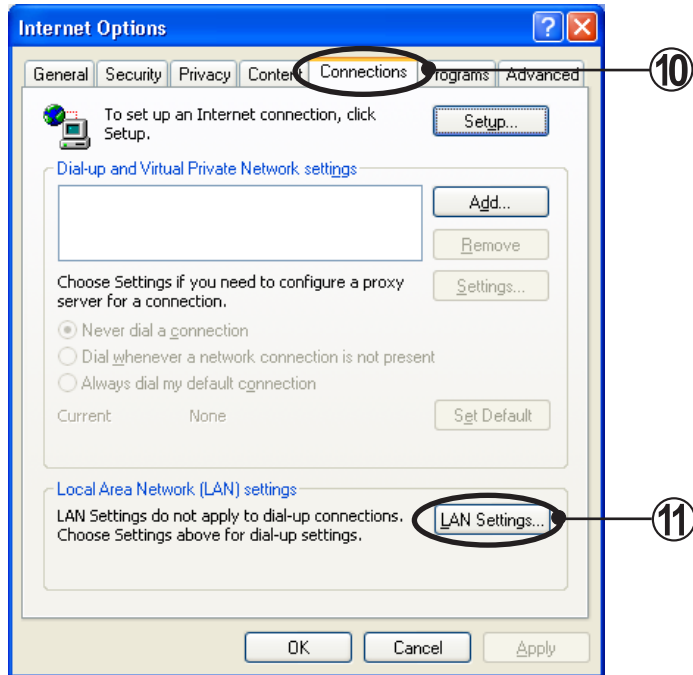 Internet Options
General Security Privacy Content Connections Programs Advanced
⑩
To set up an Internet connection, click
Setup.
Setup...
Dial-up and Virtual Private Network settings
Add...
Remove
Choose Settings if you need to configure a proxy
server for a connection.
Settings...
Never dial a connection
Dial whenever a network connection is not present
Always dial my default connection
Current None Set Default
Local Area Network (LAN) settings
LAN Settings do not apply to dial-up connections.
Choose Settings above for dial-up settings.
LAN Settings...
⑪
OK Cancel Apply